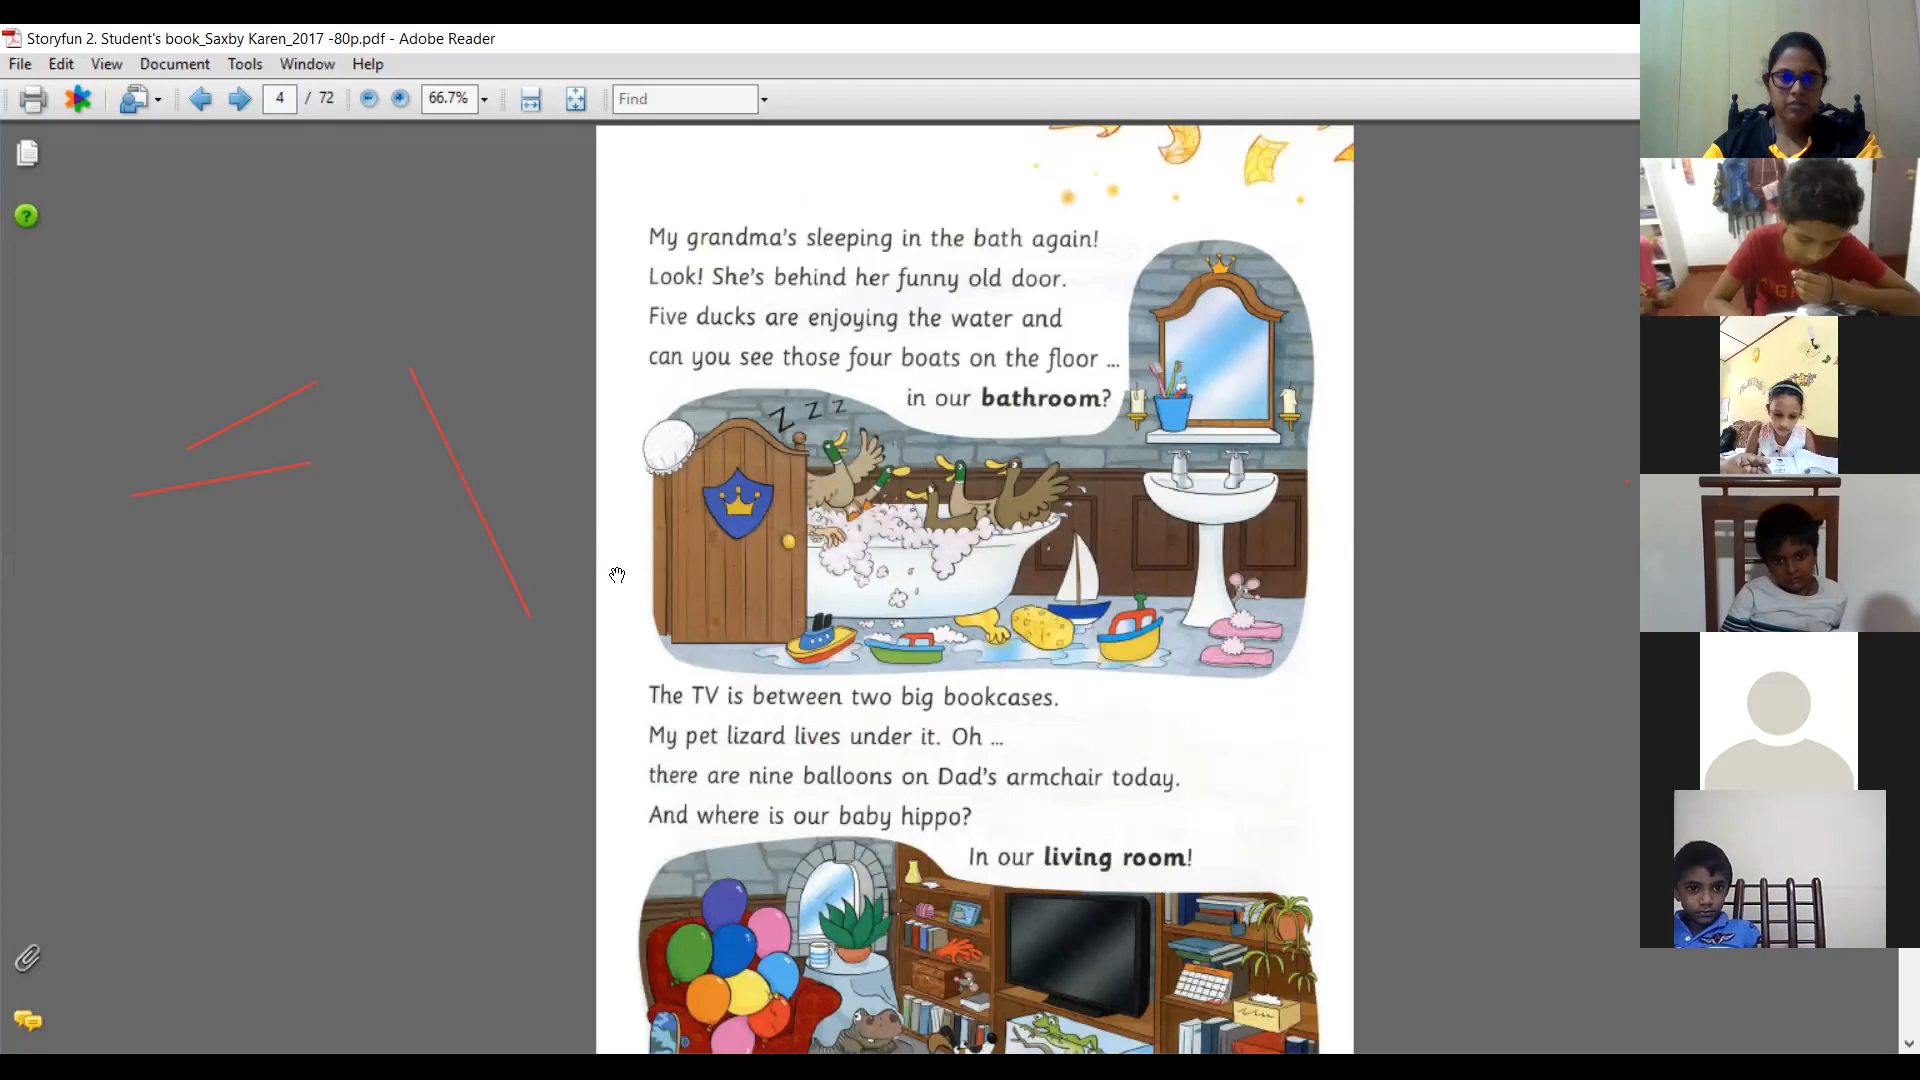 Storyfun 2. Student's book_Saxby Karen_2017 -80p.pdf - Adobe Reader
File Edit View Document Tools Window Help
4 / 72 66.7% Find
My grandma's sleeping in the bath again!
Look! She's behind her funny old door.
Five ducks are enjoying the water and
can you see those four boats on the floor ...
in our bathroom?
Z Z Z
The TV is between two big bookcases.
My pet lizard lives under it. Oh ...
there are nine balloons on Dad's armchair today.
And where is our baby hippo?
In our living room!